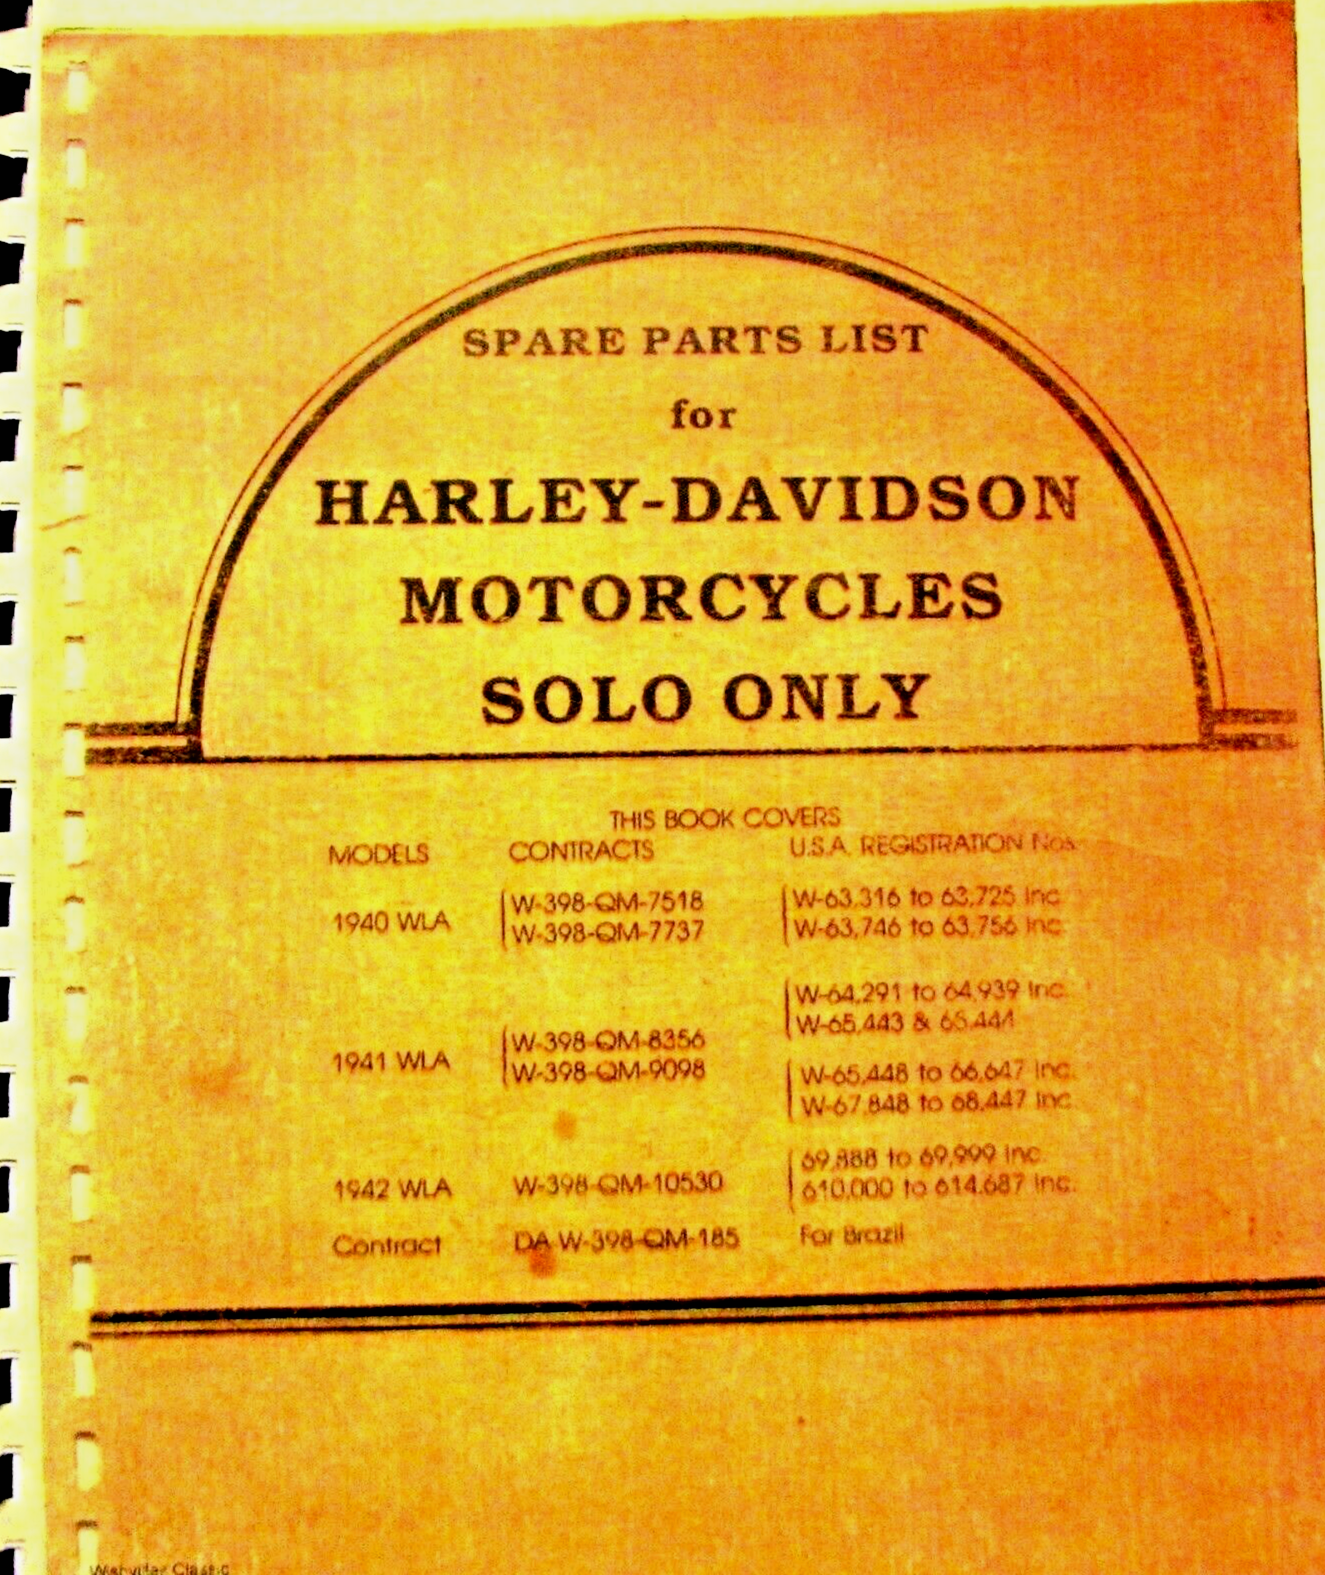 SPARE PARTS LIST
for
HARLEY-DAVIDSON
MOTORCYCLES
SOLO ONLY
THIS BOOK COVERS
MODELS CONTRACTS U.S.A. REGISTRATION Nos.
1940 WLA W-398-QM-7518 W-63,316 to 63,725 Inc.
W-398-QM-7737 W-63,746 to 63,756 Inc.
W-64,291 to 64,939 Inc.
W-65,443 & 65,444
1941 WLA W-398-QM-8356
W-398-QM-9098 W-65,448 to 66,647 Inc.
W-67,848 to 68,447 Inc.
69,888 to 69,999 Inc.
1942 WLA W-398-QM-10530 610,000 to 614,687 Inc.
Contract DA W-398-QM-185 For Brazil
Classic